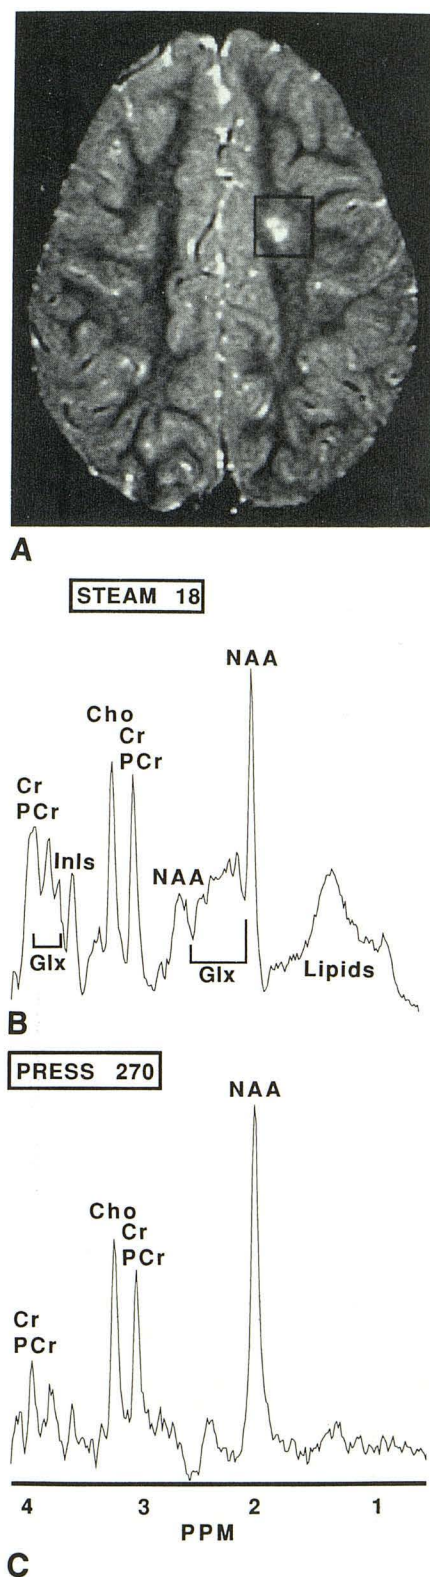 A
STEAM 18
NAA
Cho
Cr
PCr
Cr
PCr
InIs
NAA
Glx
Glx
Lipids
B
PRESS 270
NAA
Cho
Cr
PCr
Cr
PCr
4 3 2 1
PPM
C